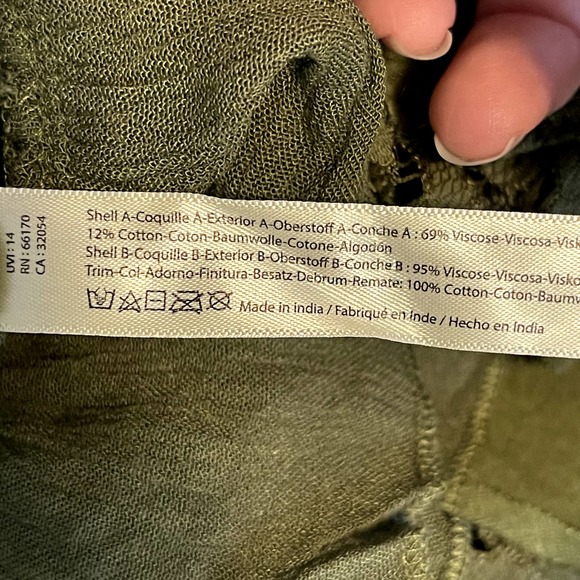 UVI : 14
RN : 66170
CA : 32054
Shell A-Coquille A-Exterior A-Oberstoff A-Conche A : 69% Viscose-Viscosa-Visk
12% Cotton-Coton-Baumwolle-Cotone-Algodón
Shell B-Coquille B-Exterior B-Oberstoff B-Conche B : 95% Viscose-Viscosa-Visko
Trim-Col-Adorno-Finitura-Besatz-Debrum-Remate: 100% Cotton-Coton-Baumw
Made in india / Fabriqué en Inde / Hecho en India